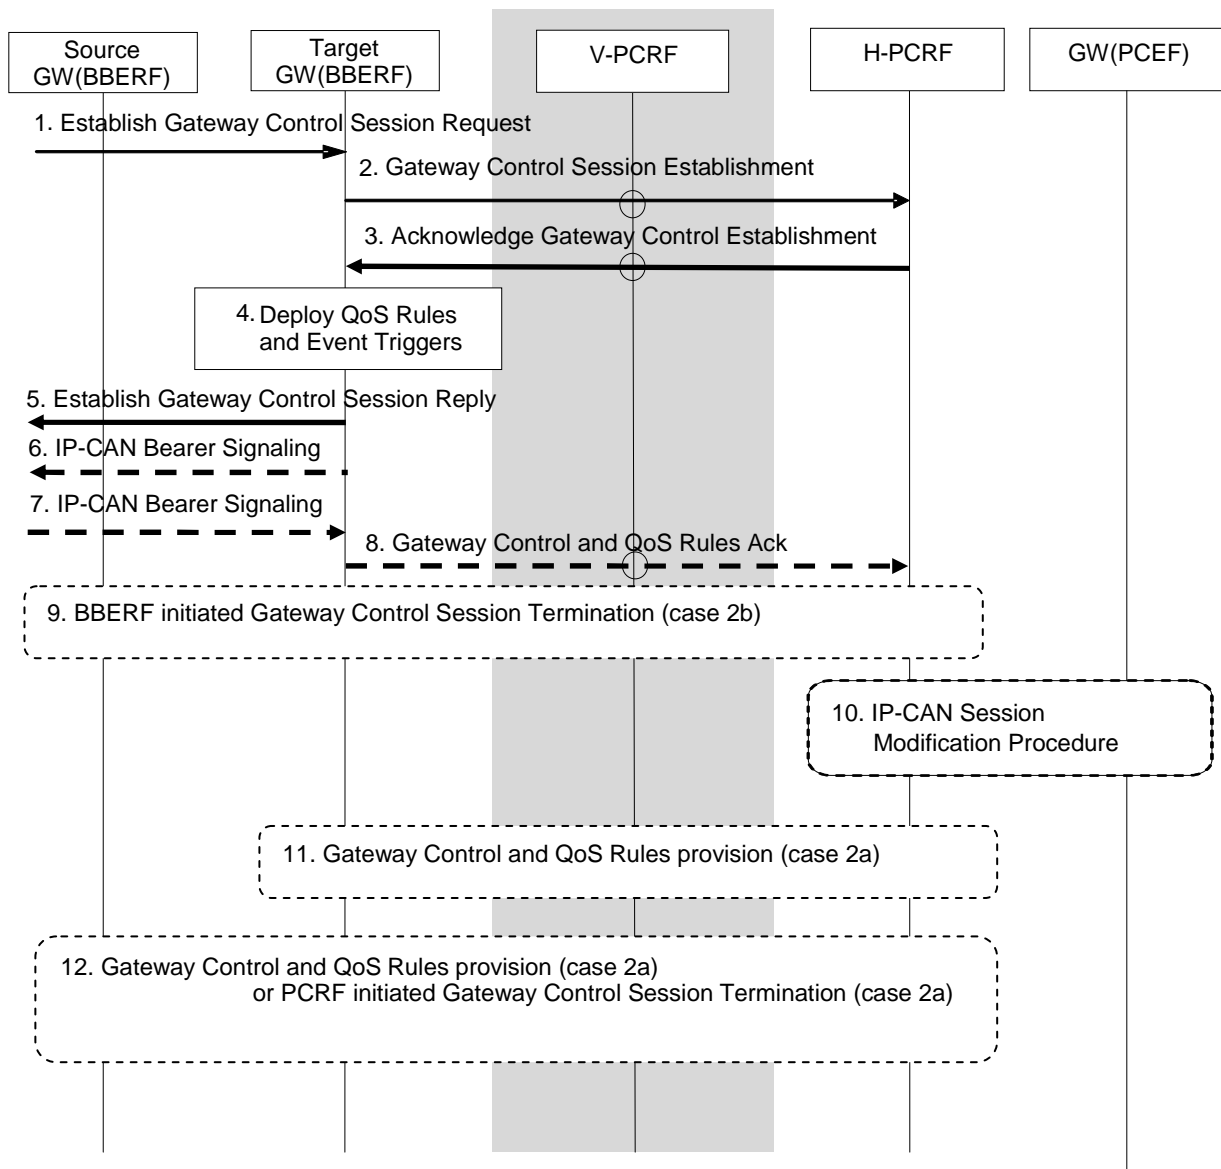 Source
GW(BBERF)
Target
GW(BBERF)
V-PCRF
H-PCRF
GW(PCEF)
1. Establish Gateway Control Session Request
2. Gateway Control Session Establishment
3. Acknowledge Gateway Control Establishment
4. Deploy QoS Rules
and Event Triggers
5. Establish Gateway Control Session Reply
6. IP-CAN Bearer Signaling
7. IP-CAN Bearer Signaling
8. Gateway Control and QoS Rules Ack
9. BBERF initiated Gateway Control Session Termination (case 2b)
10. IP-CAN Session
Modification Procedure
11. Gateway Control and QoS Rules provision (case 2a)
12. Gateway Control and QoS Rules provision (case 2a)
or PCRF initiated Gateway Control Session Termination (case 2a)